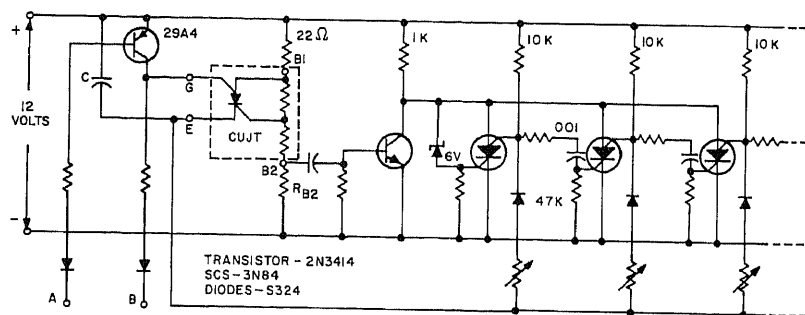 +
29A4
22Ω
B1
1K
10K
10K
10K
C
G
12
VOLTS
E
CUJT
6V
.001
B2
R B2
47K
-
TRANSISTOR - 2N3414
SCS-3N84
DIODES-S324
A
B